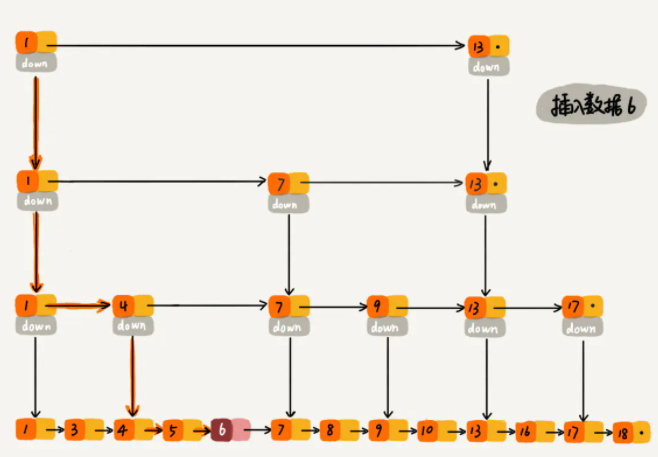 1 13
down down
插入数据6
1 7 13
down down down
1 4 7 9 13 17
down down down down down down
1 3 4 5 6 7 8 9 10 13 16 17 18